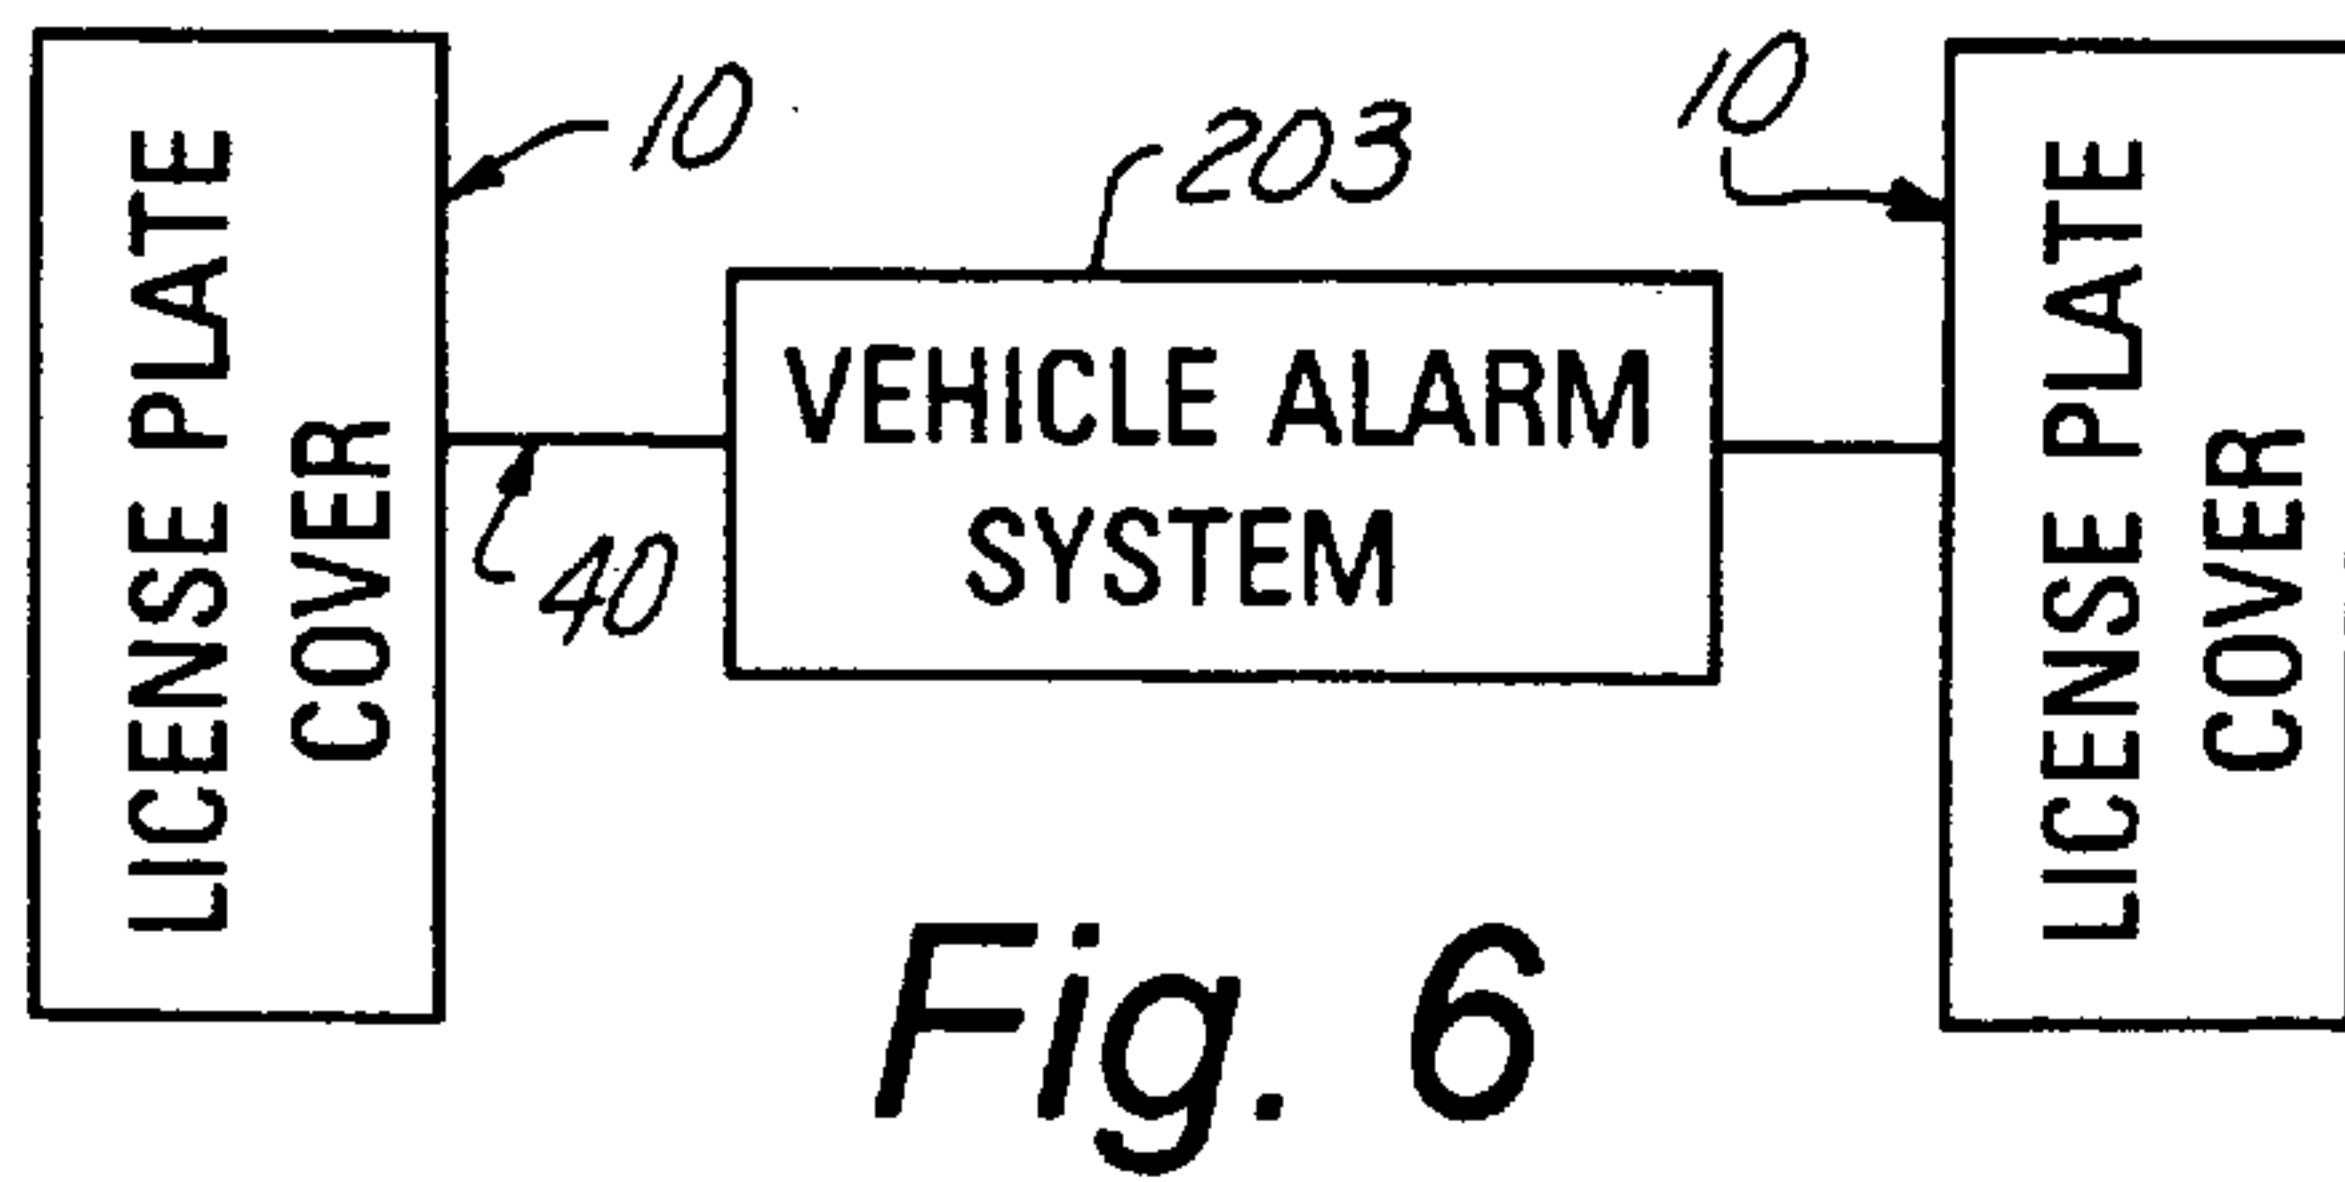 LICENSE PLATE
COVER
10
40
203
VEHICLE ALARM
SYSTEM
10
LICENSE PLATE
COVER
Fig. 6